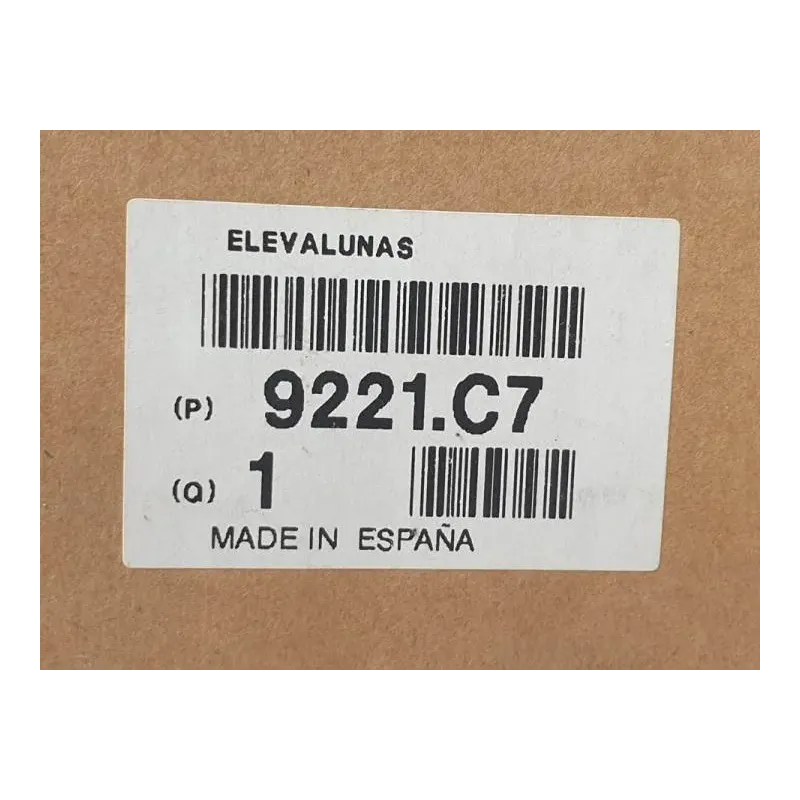 ELEVALUNAS
(P) 9221.C7
(Q) 1
MADE IN ESPAÑA